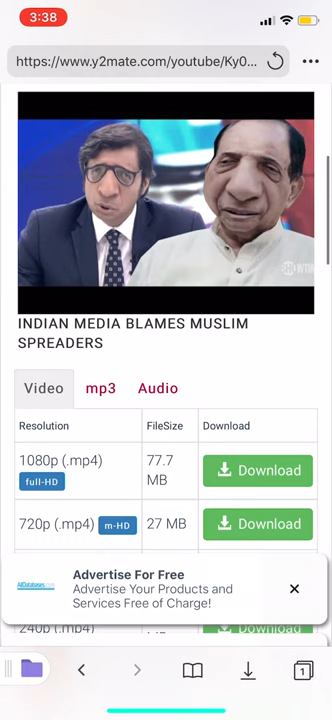 3:38
https://www.y2mate.com/youtube/Ky0...
INDIAN MEDIA BLAMES MUSLIM
SPREADERS
Video mp3 Audio
Resolution FileSize Download
1080p (.mp4) full-HD 77.7 MB Download
720p (.mp4) m-HD 27 MB Download
Advertise For Free
Advertise Your Products and
Services Free of Charge!
240p (.mp4) Download
1